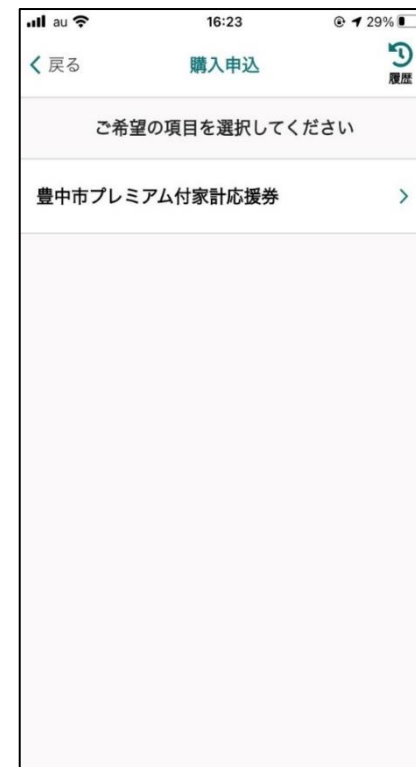 au 16:23 29%
戻る 購入申込 履歴
ご希望の項目を選択してください
豊中市プレミアム付家計応援券